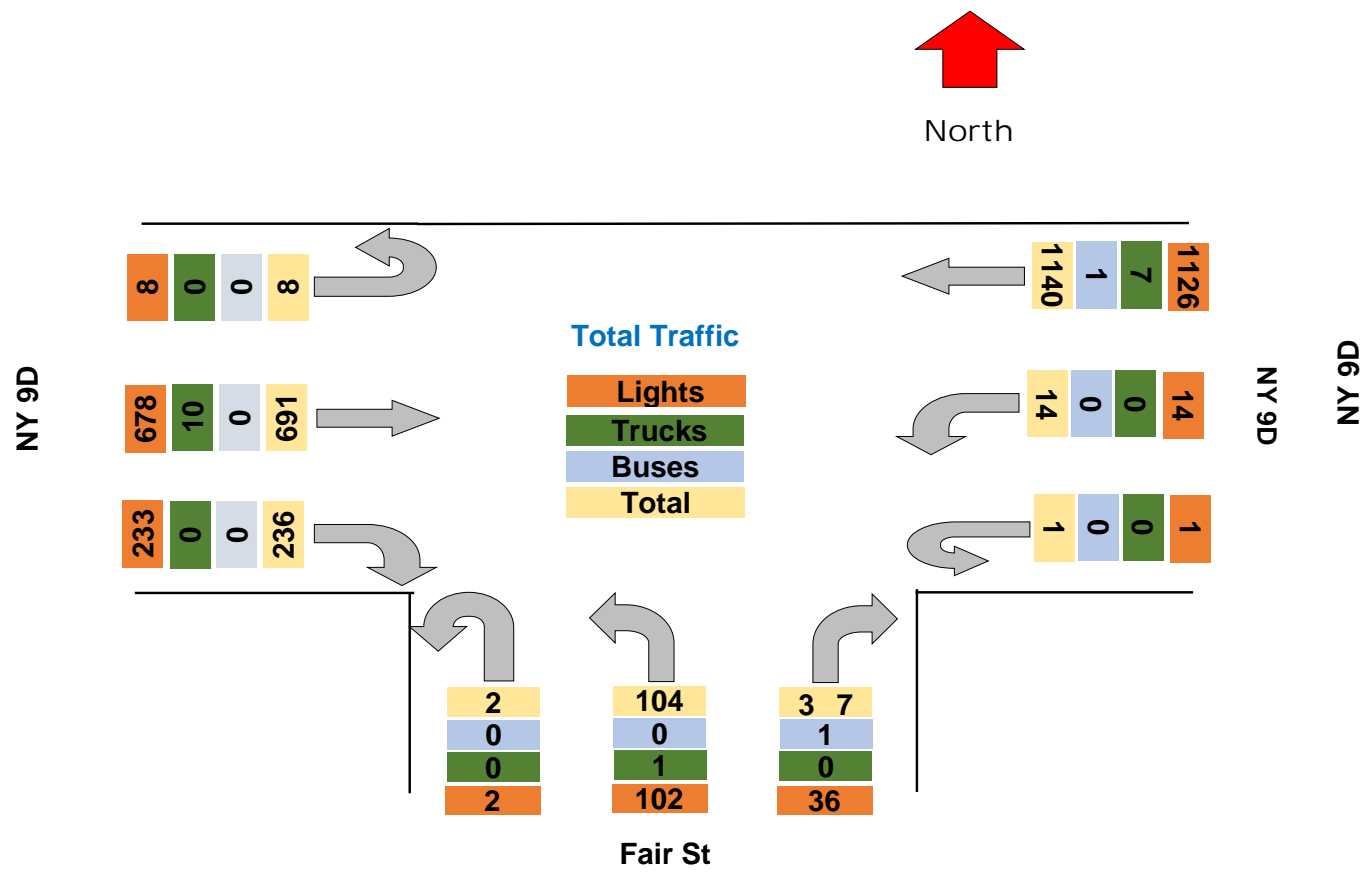 North
8 0 0 8
1140 1 7 1126
Total Traffic
Lights
Trucks
Buses
Total
NY 9D
678 10 0 691
14 0 0 14
NY 9D
NY 9D
233 0 0 236
1 0 0 1
2 104 3 7
0 0 1
0 1 0
2 102 36
Fair St